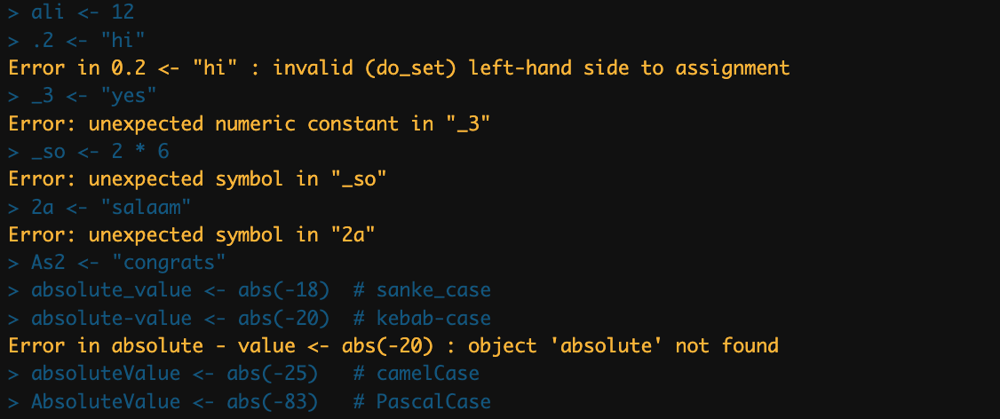 > ali <- 12
> .2 <- "hi"
Error in 0.2 <- "hi" : invalid (do_set) left-hand side to assignment
> _3 <- "yes"
Error: unexpected numeric constant in "_3"
> _so <- 2 * 6
Error: unexpected symbol in "_so"
> 2a <- "salaam"
Error: unexpected symbol in "2a"
> As2 <- "congrats"
> absolute_value <- abs(-18)  # sanke_case
> absolute-value <- abs(-20)  # kebab-case
Error in absolute - value <- abs(-20) : object 'absolute' not found
> absoluteValue <- abs(-25)   # camelCase
> AbsoluteValue <- abs(-83)   # PascalCase